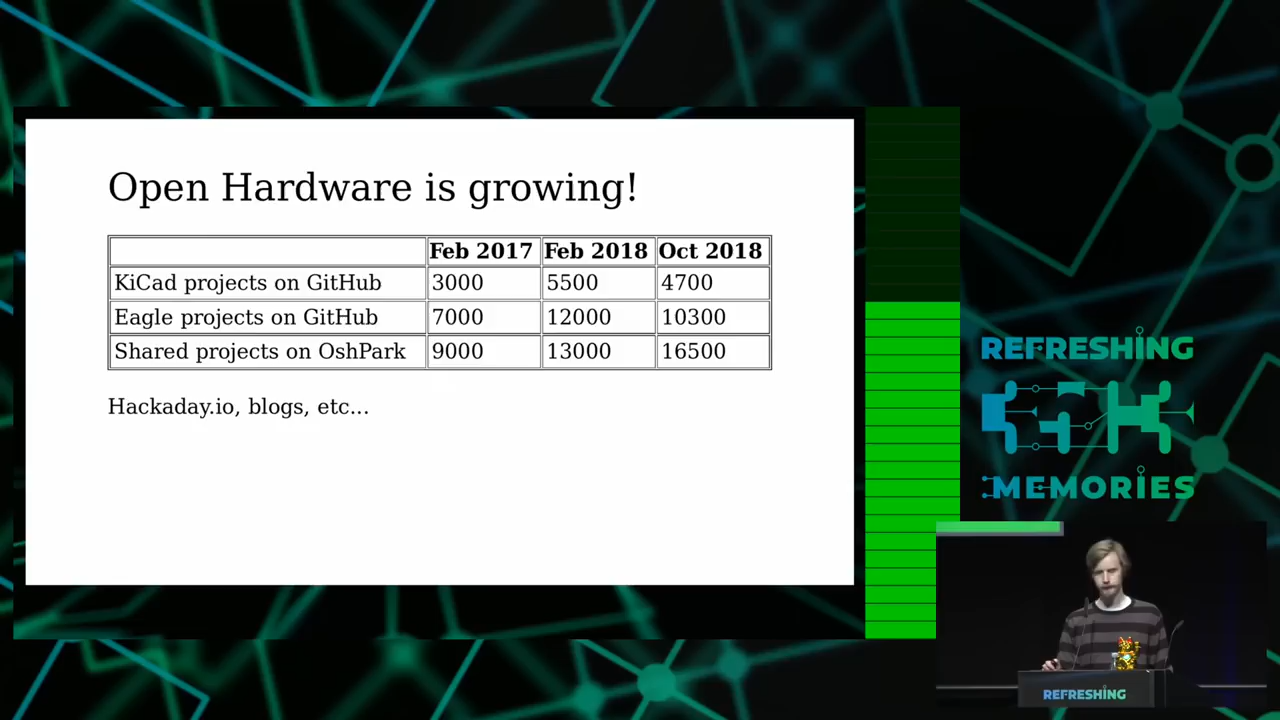 Open Hardware is growing!
Feb 2017 Feb 2018 Oct 2018
KiCad projects on GitHub 3000 5500 4700
Eagle projects on GitHub 7000 12000 10300
Shared projects on OshPark 9000 13000 16500
Hackaday.io, blogs, etc...
REFRESHING
35C3
MEMORIES
REFRESHING